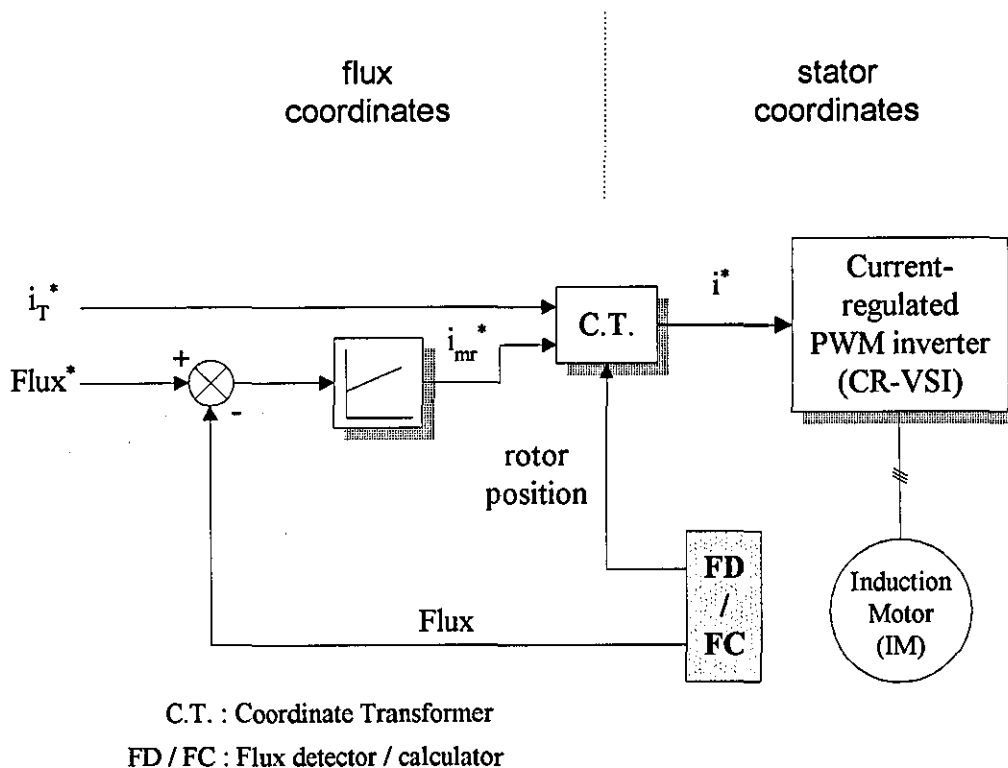 flux
coordinates
stator
coordinates
i_T*
Flux*
+
-
i_mr*
C.T.
i*
Current-
regulated
PWM inverter
(CR-VSI)
rotor
position
FD
/
FC
Flux
Induction
Motor
(IM)
C.T. : Coordinate Transformer
FD / FC : Flux detector / calculator